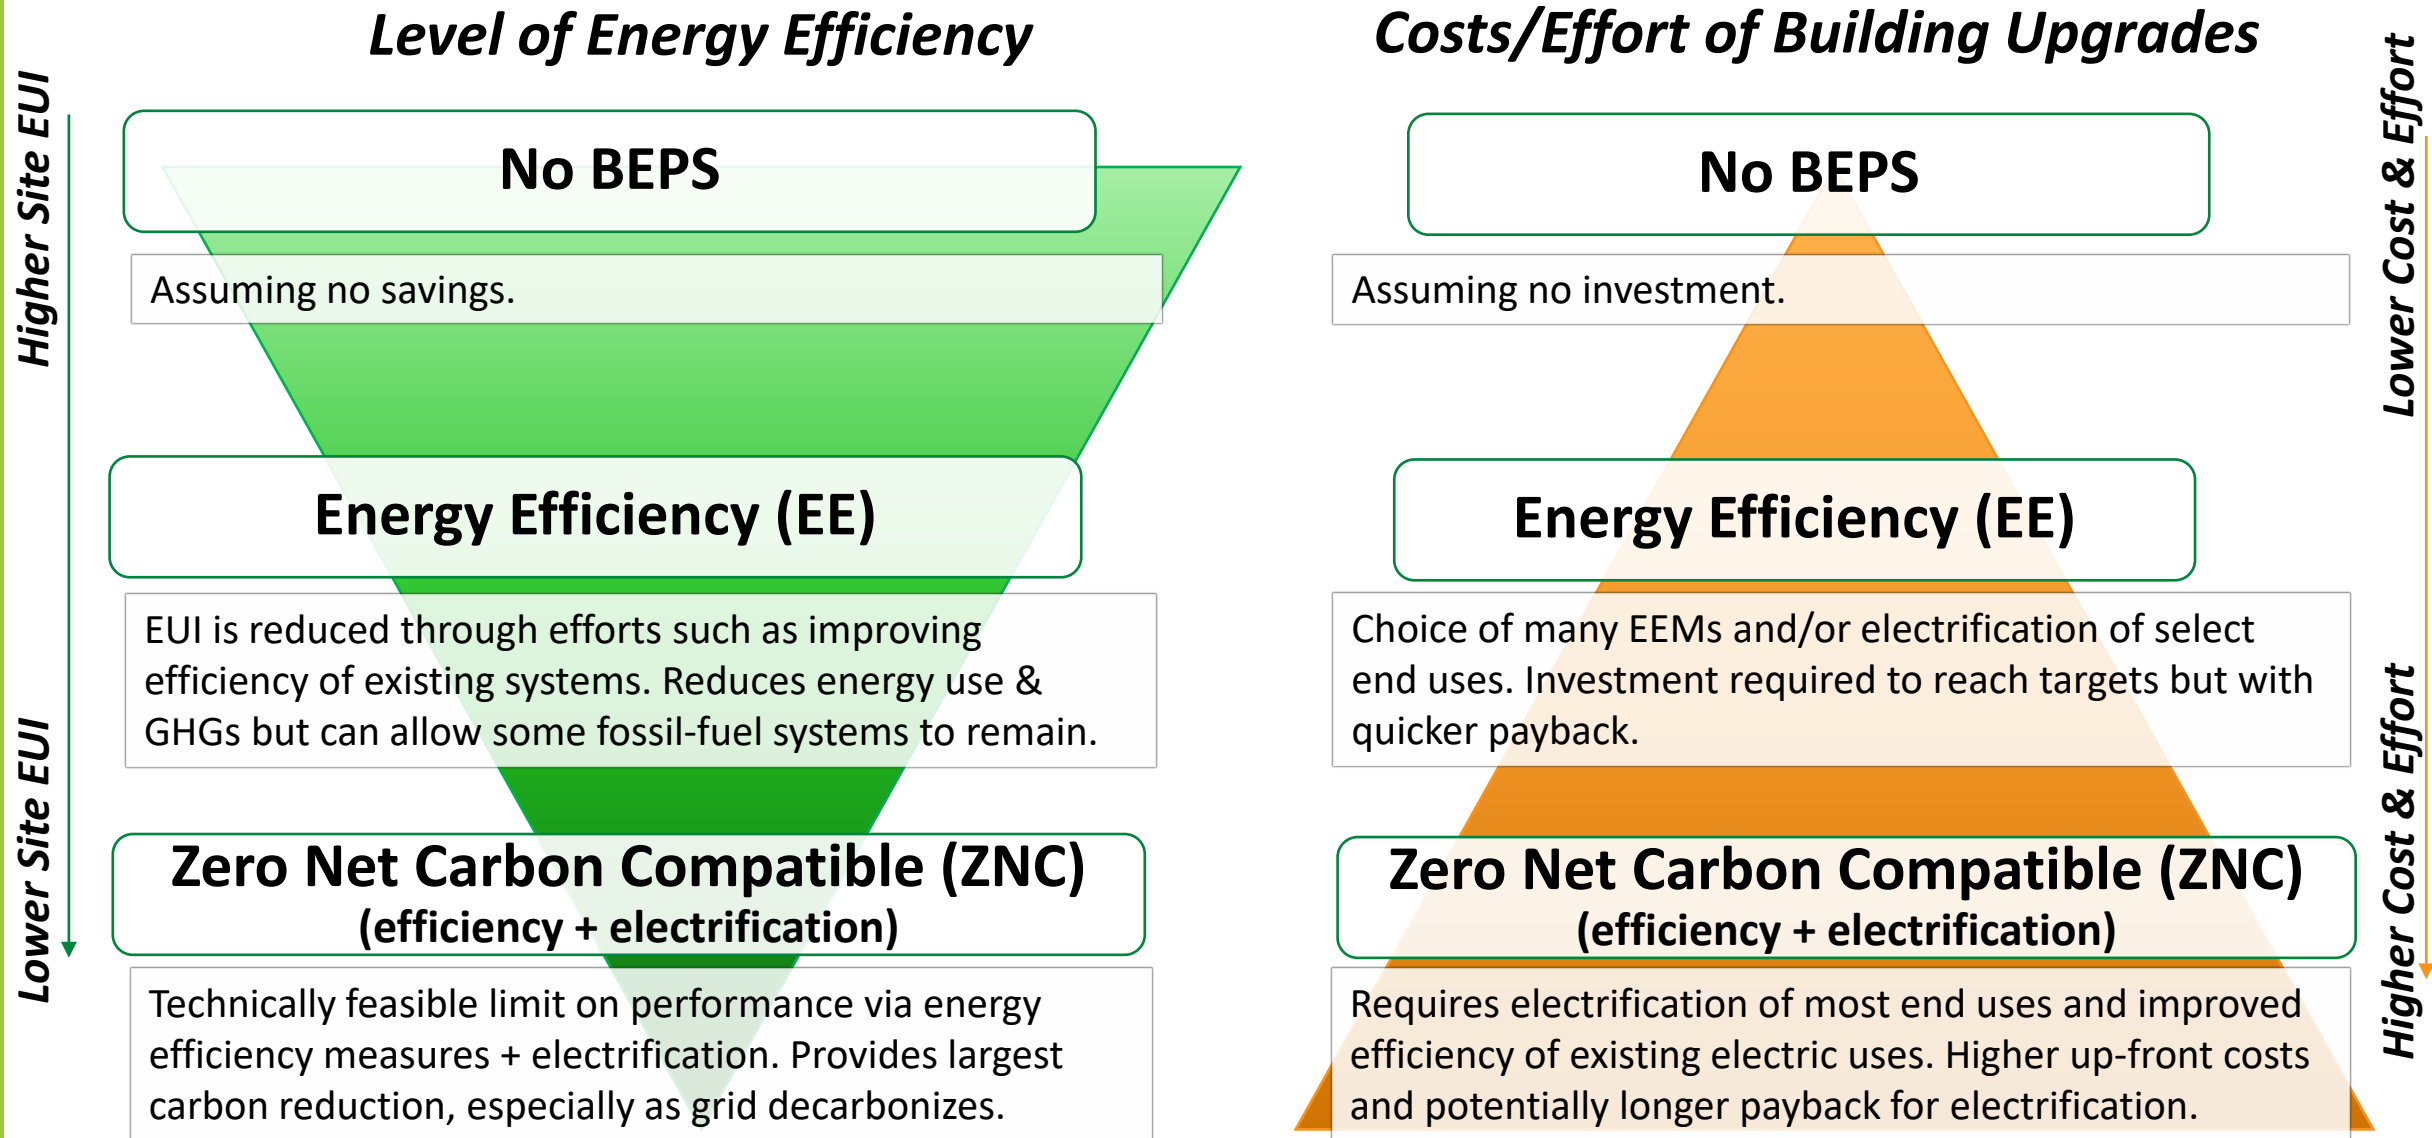 Level of Energy Efficiency
Higher Site EUI
Lower Site EUI
No BEPS
Assuming no savings.
Energy Efficiency (EE)
EUI is reduced through efforts such as improving
efficiency of existing systems. Reduces energy use &
GHGs but can allow some fossil-fuel systems to remain.
Zero Net Carbon Compatible (ZNC)
(efficiency + electrification)
Technically feasible limit on performance via energy
efficiency measures + electrification. Provides largest
carbon reduction, especially as grid decarbonizes.
Costs/Effort of Building Upgrades
No BEPS
Assuming no investment.
Energy Efficiency (EE)
Choice of many EEMs and/or electrification of select
end uses. Investment required to reach targets but with
quicker payback.
Zero Net Carbon Compatible (ZNC)
(efficiency + electrification)
Requires electrification of most end uses and improved
efficiency of existing electric uses. Higher up-front costs
and potentially longer payback for electrification.
Lower Cost & Effort
Higher Cost & Effort